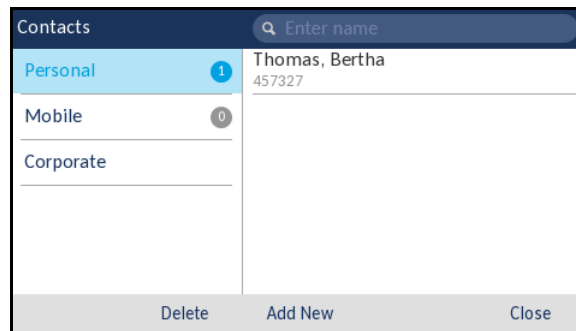 Contacts
Enter name
Personal 1
Mobile 0
Corporate
Thomas, Bertha
457327
Delete Add New Close